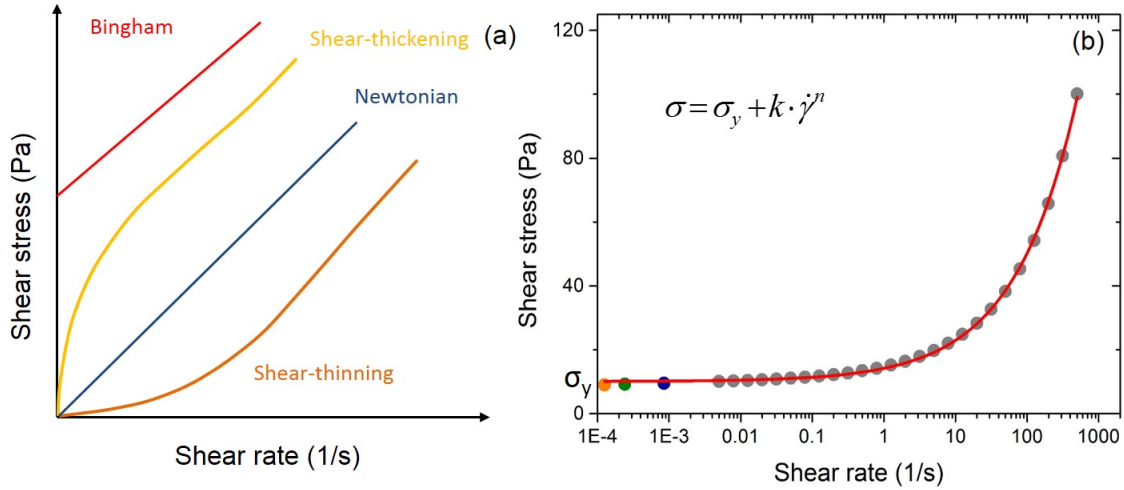 (a)
Bingham
Shear-thickening
Newtonian
Shear-thinning
Shear stress (Pa)
Shear rate (1/s)
(b)
σ = σy + k · γ̇ⁿ
120
80
40
σy
0
1E-4 1E-3 0.01 0.1 1 10 100 1000
Shear stress (Pa)
Shear rate (1/s)